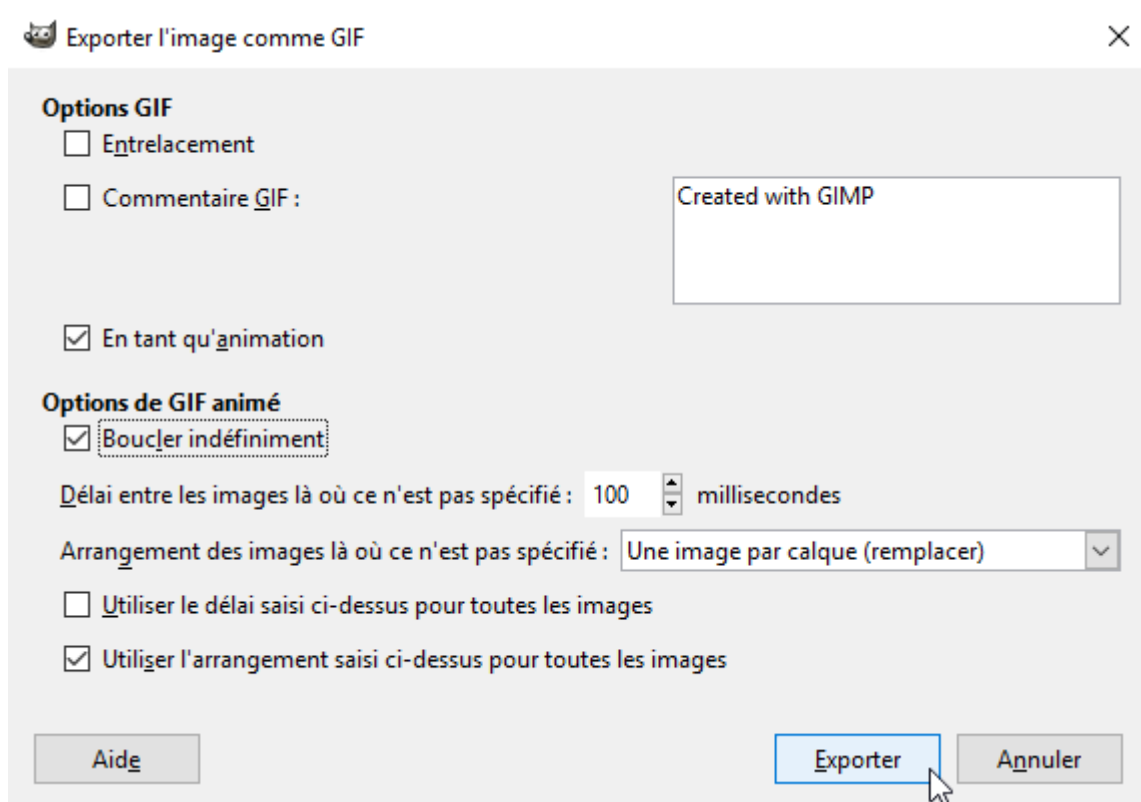 Exporter l'image comme GIF
Options GIF
Entrelacement
Commentaire GIF :
Created with GIMP
En tant qu'animation
Options de GIF animé
Boucler indéfiniment
Délai entre les images là où ce n'est pas spécifié : 100 millisecondes
Arrangement des images là où ce n'est pas spécifié : Une image par calque (remplacer)
Utiliser le délai saisi ci-dessus pour toutes les images
Utiliser l'arrangement saisi ci-dessus pour toutes les images
Aide Exporter Annuler